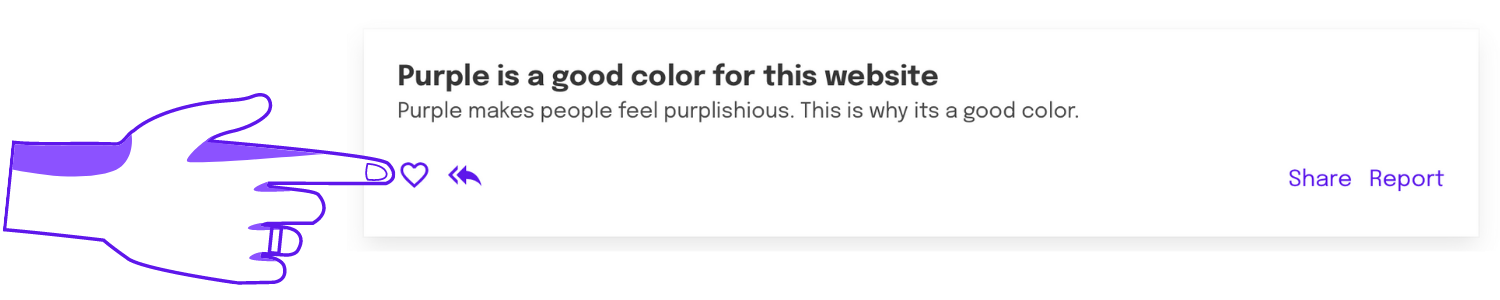 Purple is a good color for this website
Purple makes people feel purplishious. This is why its a good color.
Share Report